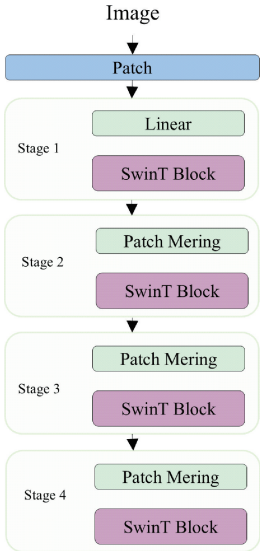 Image
Patch
Linear
Stage 1
SwinT Block
Patch Mering
Stage 2
SwinT Block
Patch Mering
Stage 3
SwinT Block
Patch Mering
Stage 4
SwinT Block